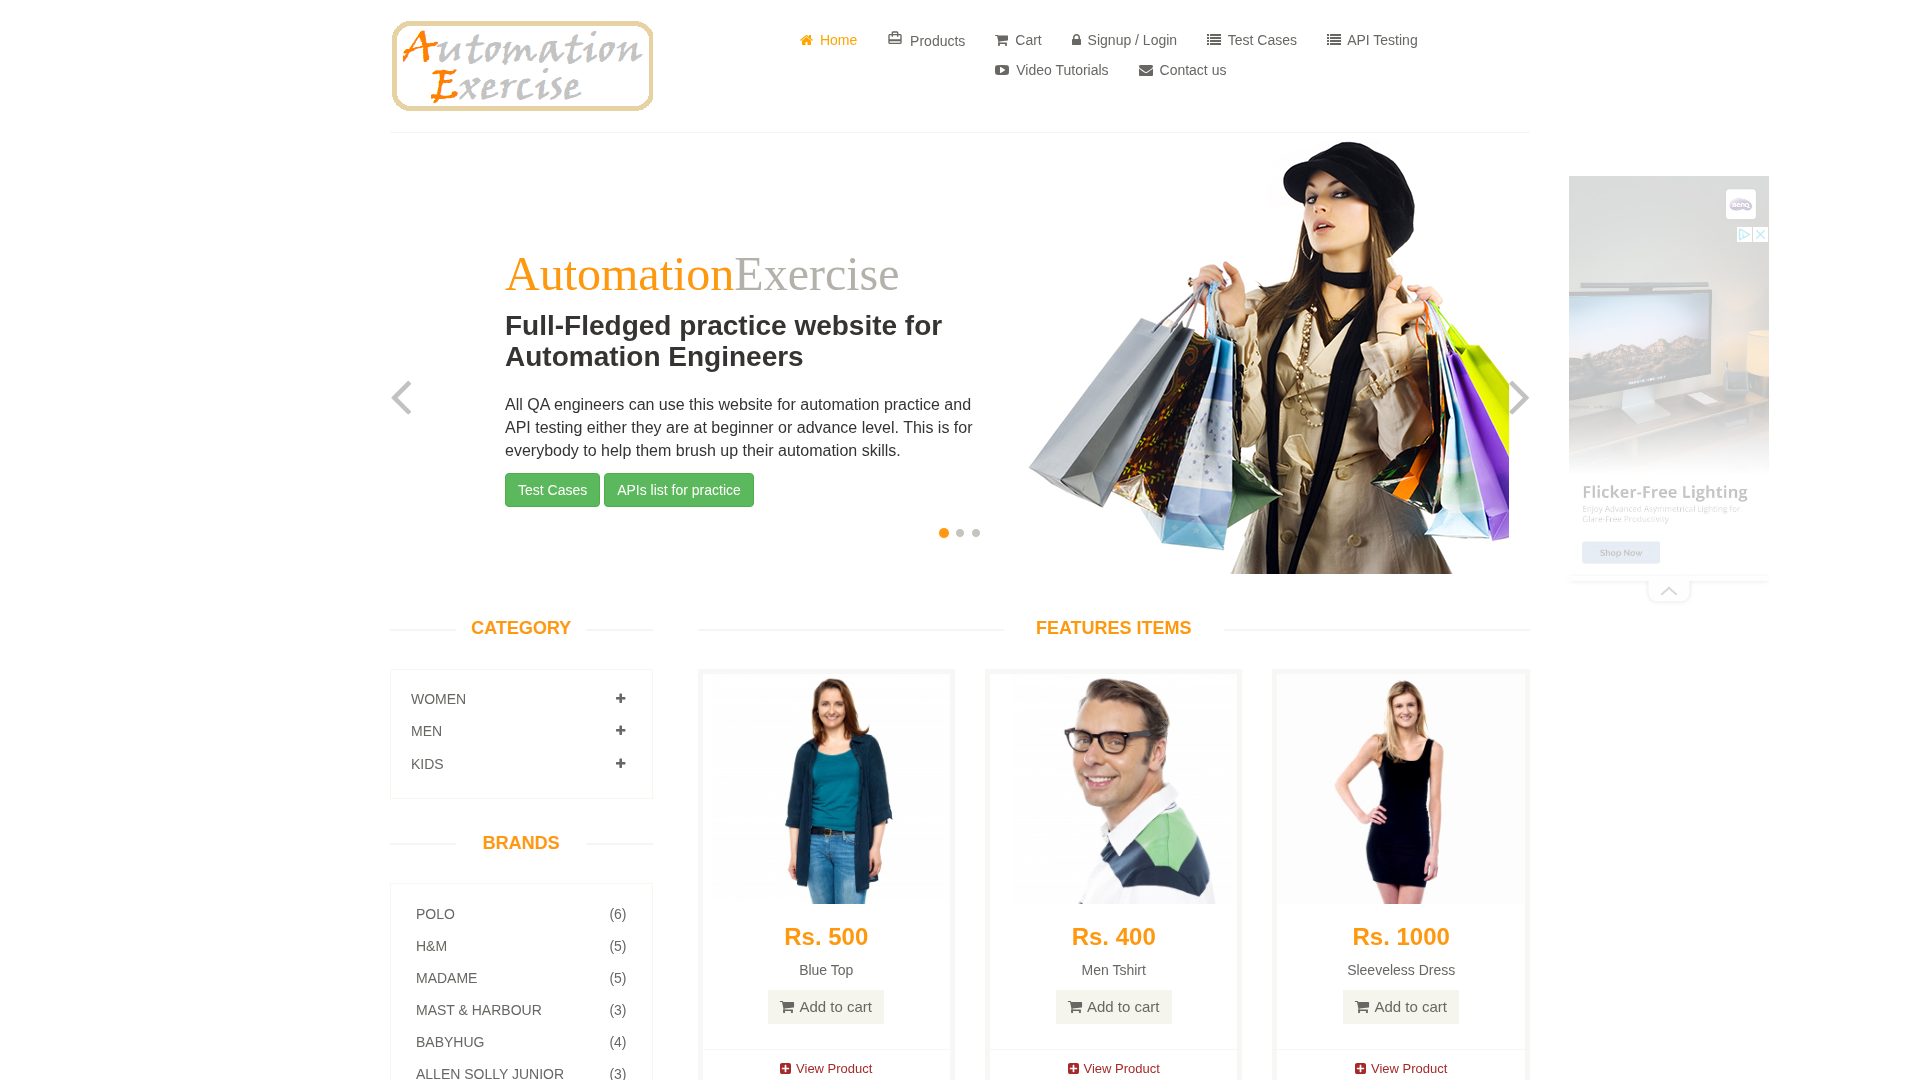 Automation
Exercise
Home
Products
Cart
Signup / Login
Test Cases
API Testing
Video Tutorials
Contact us
AutomationExercise
Full-Fledged practice website for
Automation Engineers
All QA engineers can use this website for automation practice and
API testing either they are at beginner or advance level. This is for
everybody to help them brush up their automation skills.
Test Cases
APIs list for practice
BenQ
Flicker-Free Lighting
Enjoy Advanced Asymmetrical Lighting for
Glare-Free Productivity
Shop Now
CATEGORY
WOMEN
MEN
KIDS
BRANDS
POLO (6)
H&M (5)
MADAME (5)
MAST & HARBOUR (3)
BABYHUG (4)
ALLEN SOLLY JUNIOR (3)
FEATURES ITEMS
Rs. 500
Blue Top
Add to cart
View Product
Rs. 400
Men Tshirt
Add to cart
View Product
Rs. 1000
Sleeveless Dress
Add to cart
View Product